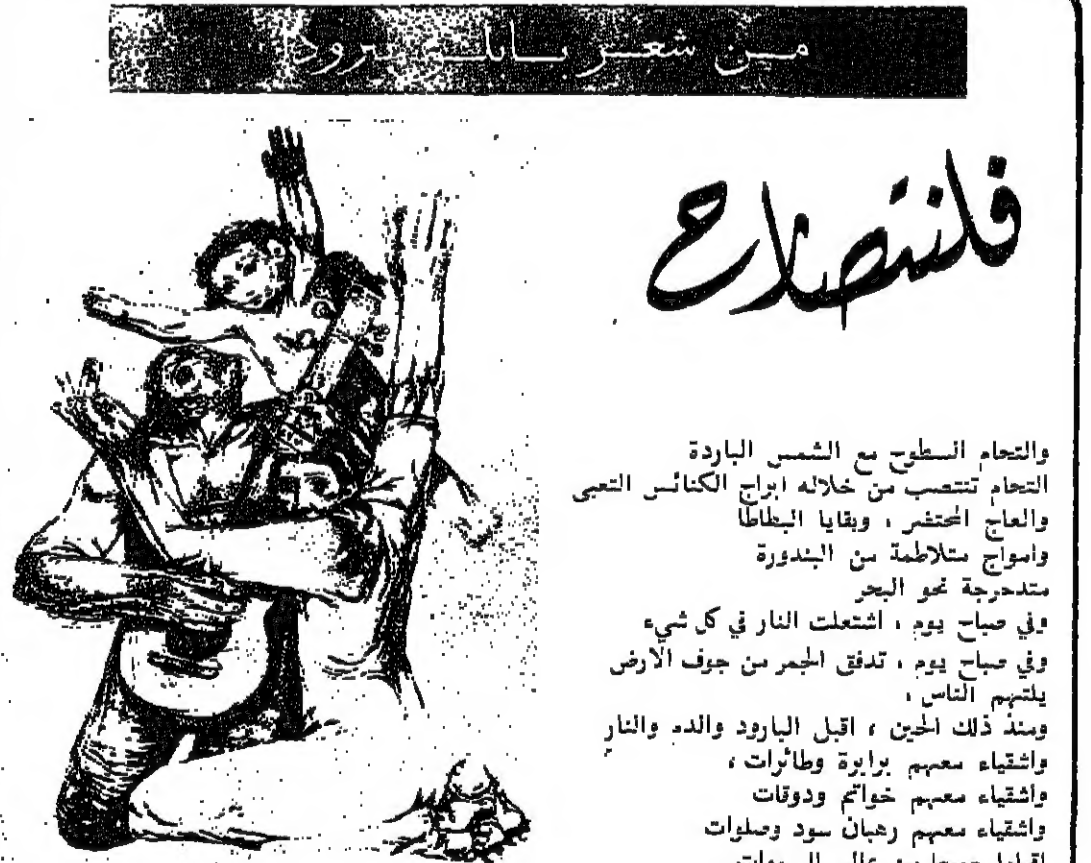 من شعر بابلو نرودا
فلنتصارح
والتحام السطوح مع الشمس الباردة
التحام تنتصب من خلاله ابراج الكنائس التعبى
والعاج المحتضر ، وبقايا البطاطا
وامواج متلاطمة من البندورة
متدحرجة نحو البحر
وفي صباح يوم ، اشتعلت النار في كل شيء
وفي صباح يوم ، تدفق الجمر من جوف الأرض
يلتهم الناس ،
ومنذ ذلك الحين ، اقبل البارود والدم والنار
واشقياء معهم برابرة وطائرات ،
واشقياء معهم خواتم ودوقات
واشقياء معهم رهبان سود وصلوات